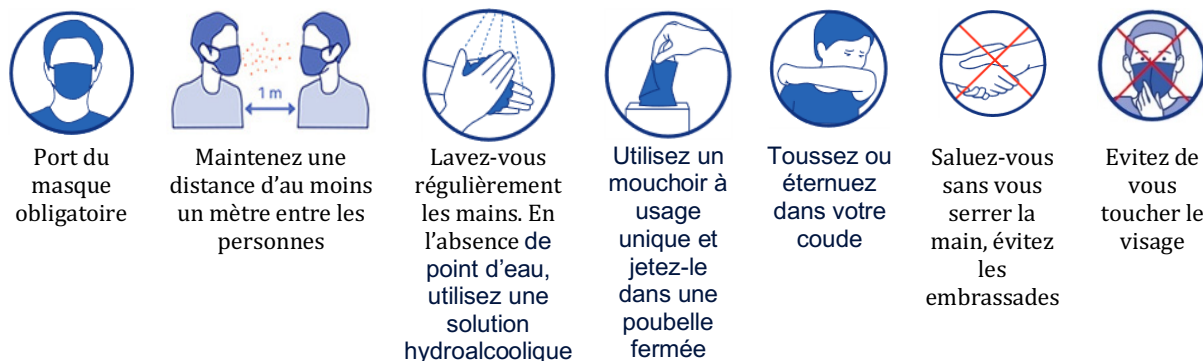 1 m
Port du
masque
obligatoire
Maintenez une
distance d’au moins
un mètre entre les
personnes
Lavez-vous
régulièrement
les mains. En
l’absence de
point d’eau,
utilisez une
solution
hydroalcoolique
Utilisez un
mouchoir à
usage
unique et
jetez-le
dans une
poubelle
fermée
Toussez ou
éternuez
dans votre
coude
Saluez-vous
sans vous
serrer la
main, évitez
les
embrassades
Evitez de
vous
toucher le
visage